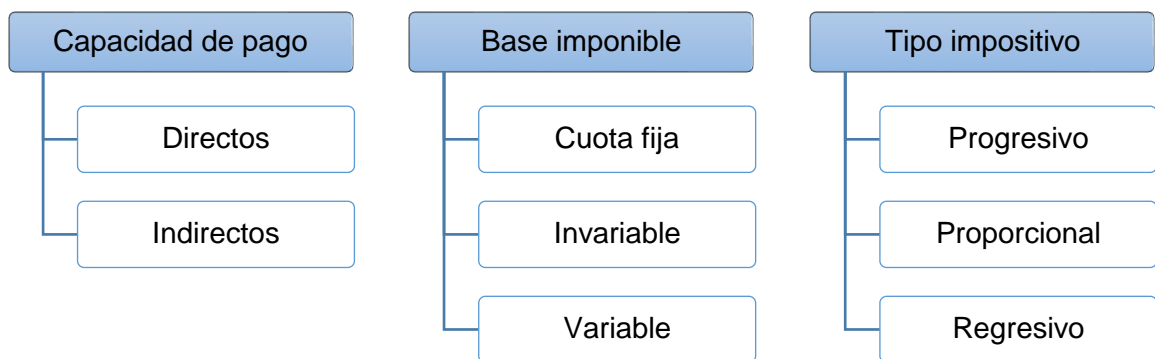 Capacidad de pago
Directos
Indirectos
Base imponible
Cuota fija
Invariable
Variable
Tipo impositivo
Progresivo
Proporcional
Regresivo